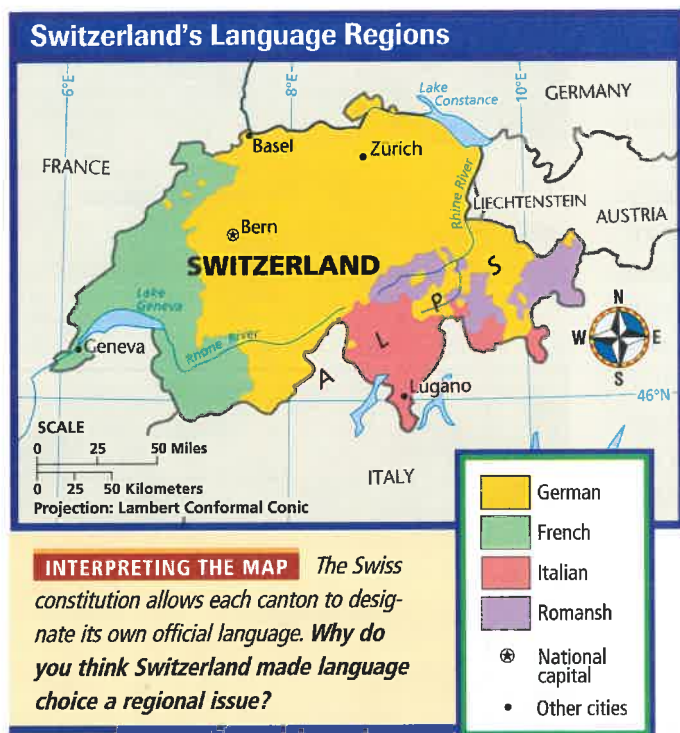 Switzerland's Language Regions
6°E
8°E
10°E
Lake
Constance
GERMANY
FRANCE
Basel
Zürich
Rhine River
LIECHTENSTEIN
AUSTRIA
Bern
SWITZERLAND
Lake
Geneva
Geneva
Rhone River
A L P S
Lugano
N
W E
S
46°N
ITALY
SCALE
0 25 50 Miles
0 25 50 Kilometers
Projection: Lambert Conformal Conic
German
French
Italian
Romansh
National
capital
Other cities
INTERPRETING THE MAP The Swiss
constitution allows each canton to desig-
nate its own official language. Why do
you think Switzerland made language
choice a regional issue?